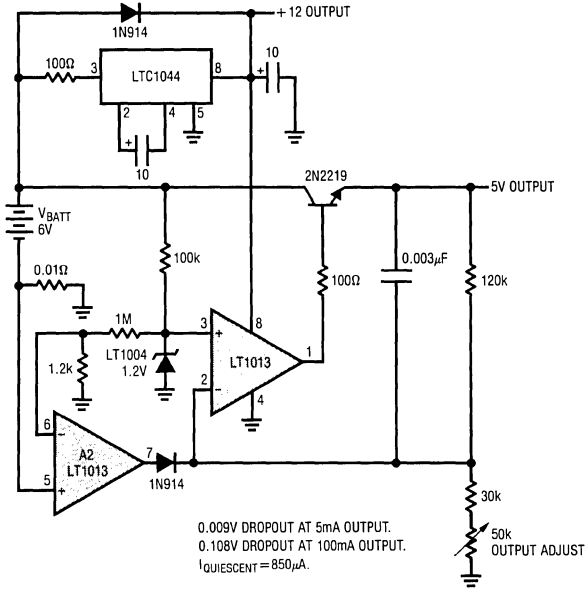 +12 OUTPUT
1N914
100Ω
3
LTC1044
8
2
4
5
+
10
+
10
2N2219
5V OUTPUT
VBATT
6V
100k
100Ω
0.003μF
120k
0.01Ω
1M
3
+
8
LT1004
1.2V
LT1013
1
1.2k
2
–
4
6
–
A2
LT1013
7
5
+
1N914
30k
50k
OUTPUT ADJUST
0.009V DROPOUT AT 5mA OUTPUT.
0.108V DROPOUT AT 100mA OUTPUT.
IQUIESCENT = 850μA.